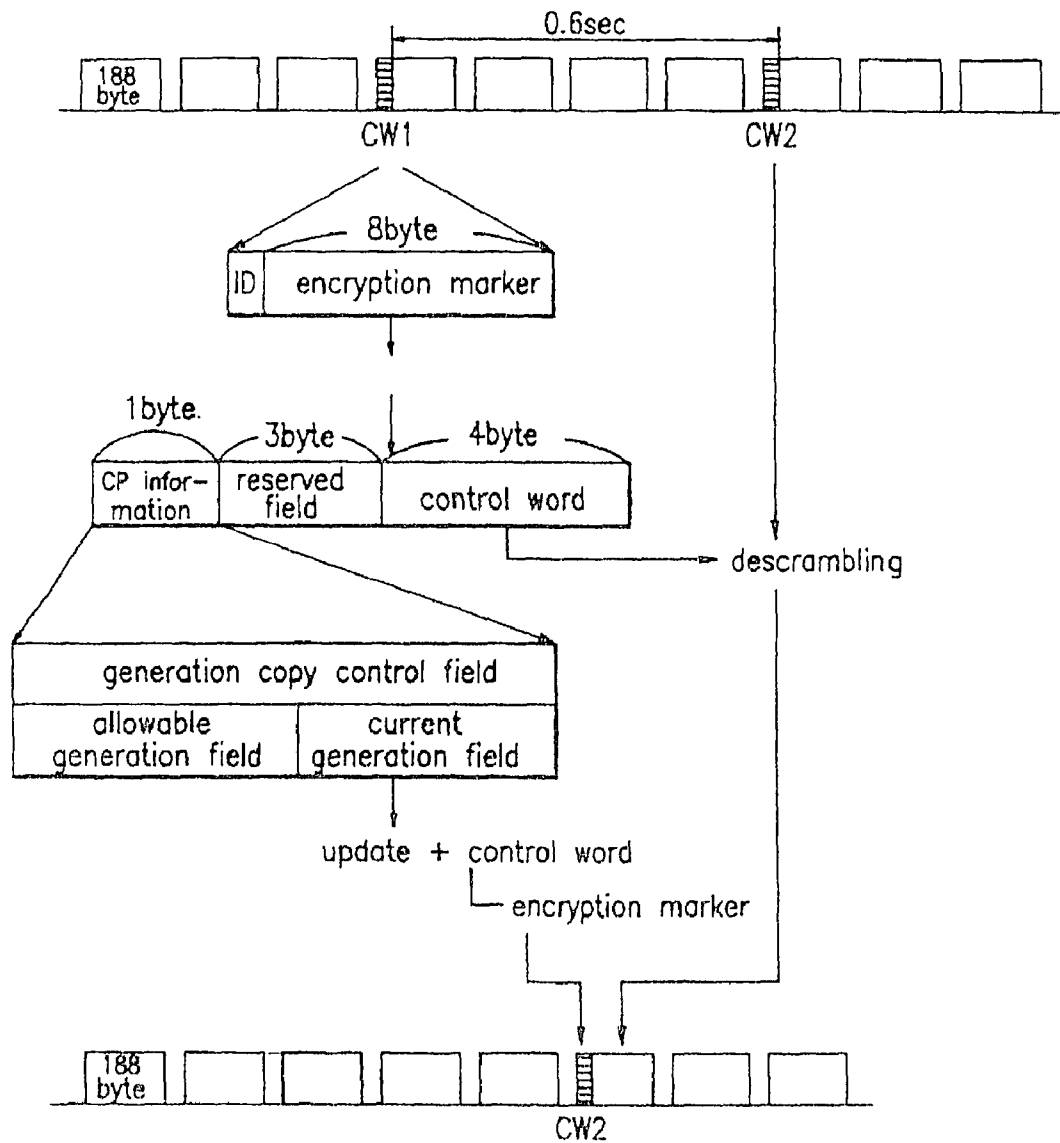 0.6sec
188
byte
CW1
CW2
8byte
ID
encryption marker
1byte.
3byte
4byte
CP infor-
mation
reserved
field
control word
descrambling
generation copy control field
allowable
generation field
current
generation field
update + control word
encryption marker
188
byte
CW2